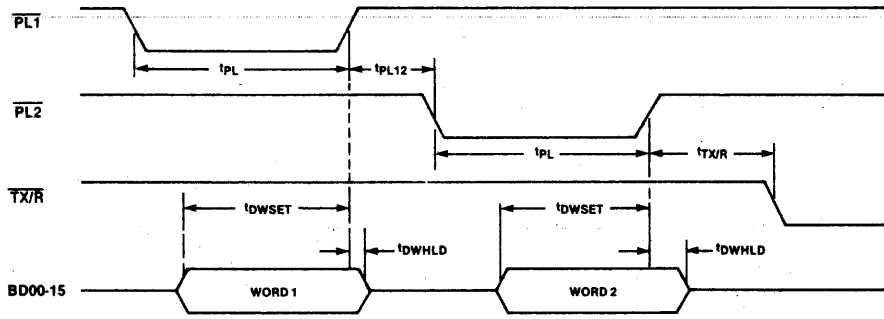 PL1
tPL
tPL12
PL2
tPL
tTX/R
TX/R
tDWSET
tDWSET
tDWHLD
tDWHLD
BD00-15
WORD 1
WORD 2